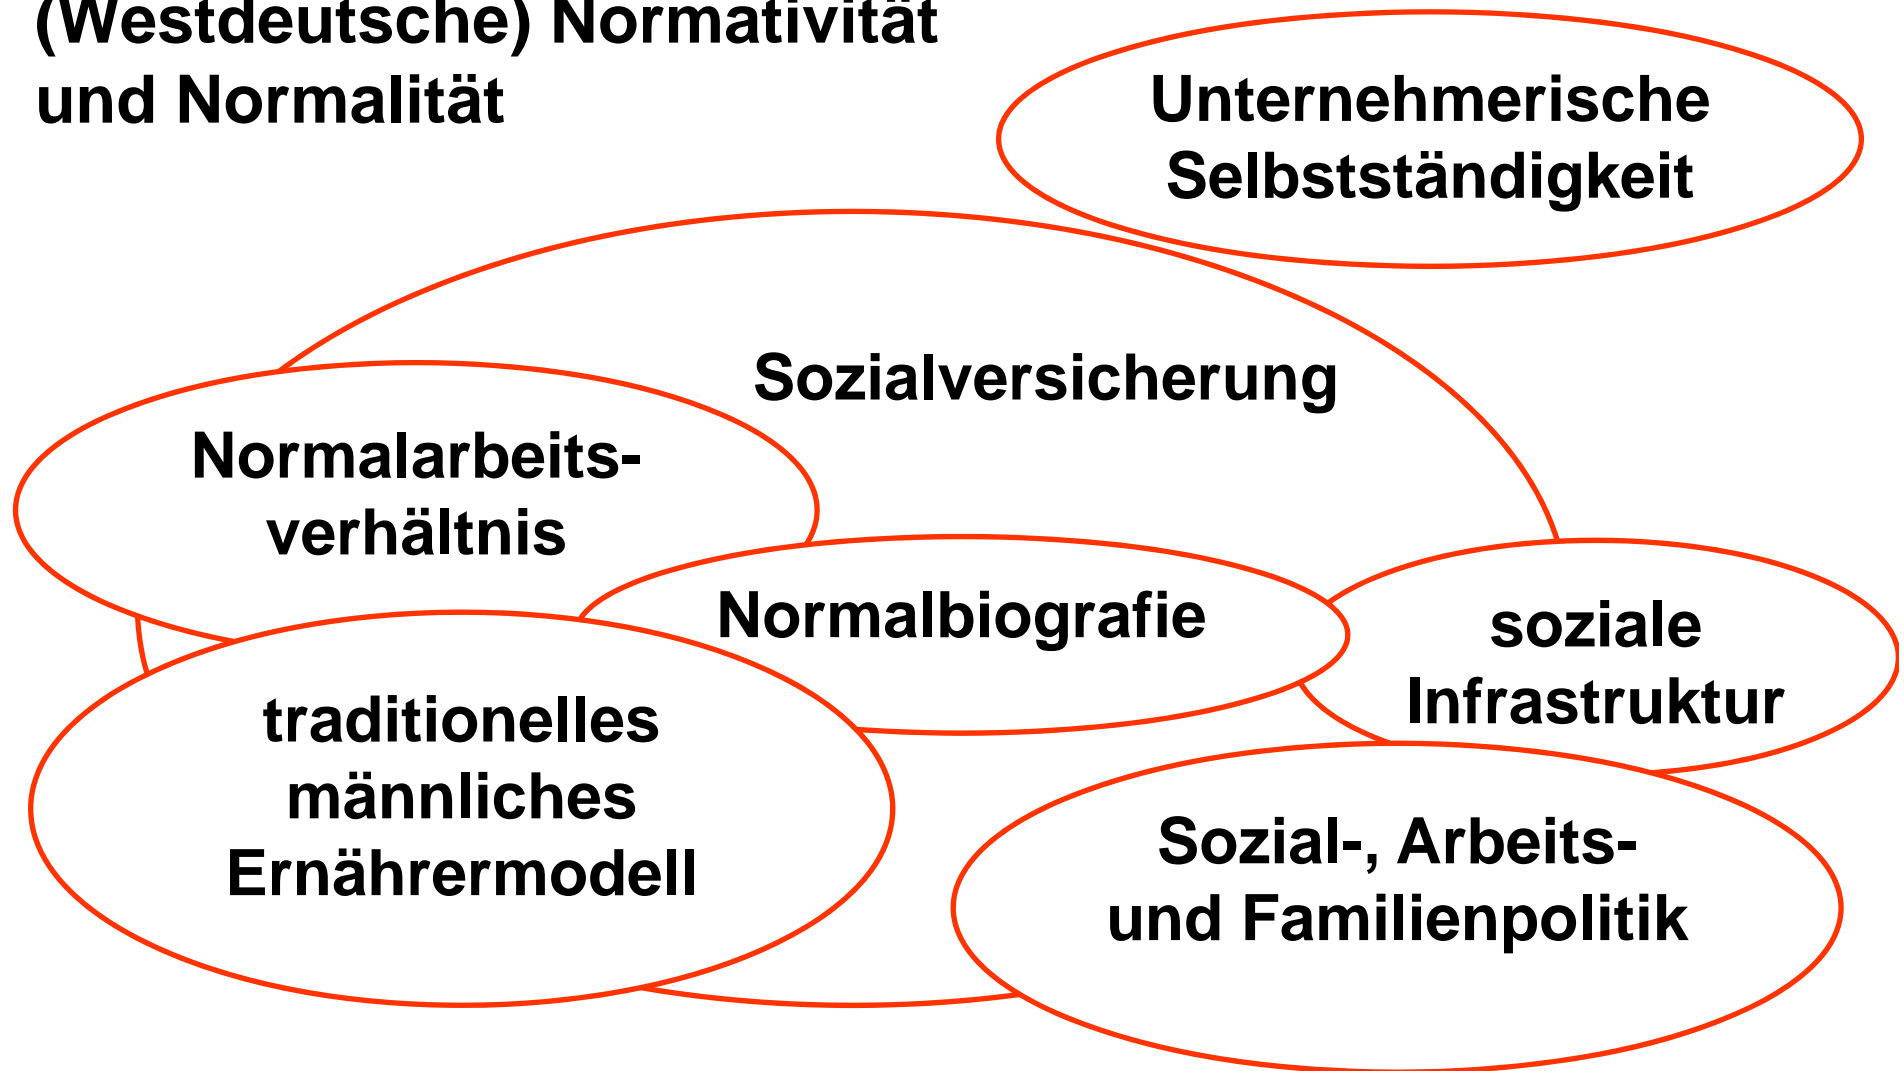 (Westdeutsche) Normativität
und Normalität
Unternehmerische
Selbstständigkeit
Sozialversicherung
Normalarbeits-
verhältnis
Normalbiografie
soziale
Infrastruktur
traditionelles
männliches
Ernährermodell
Sozial-, Arbeits-
und Familienpolitik